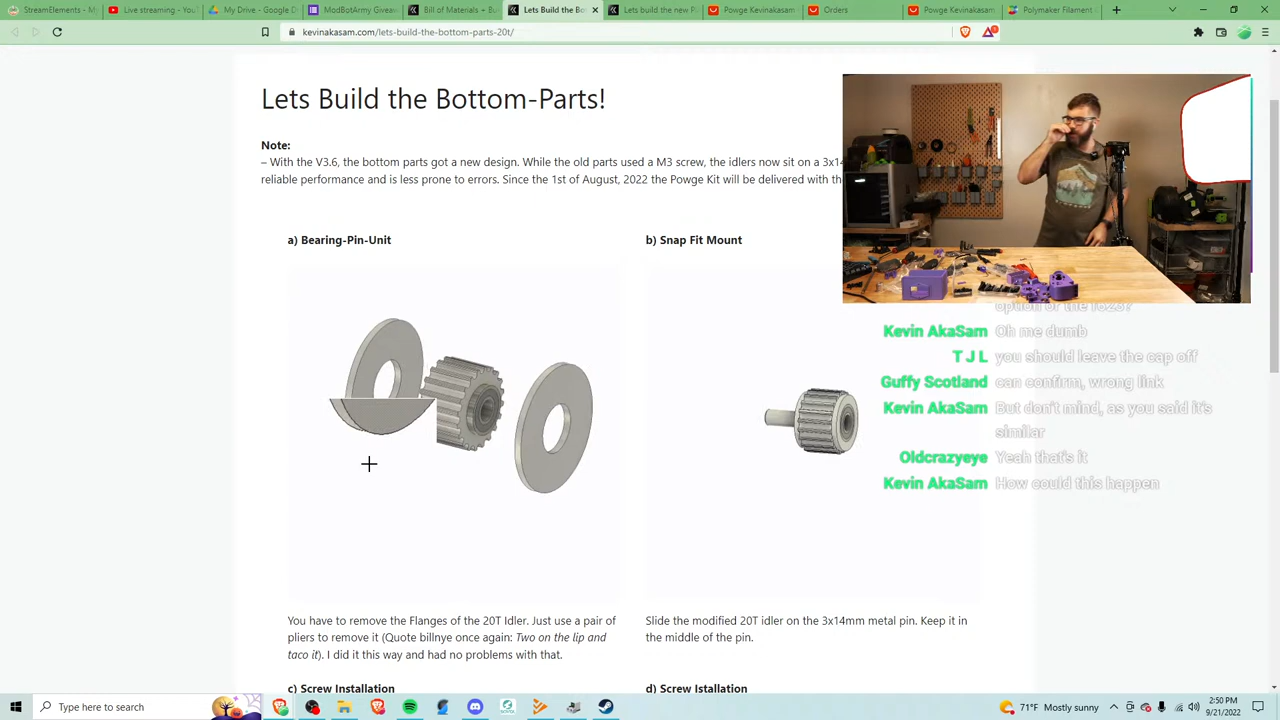 StreamElements - My
Live streaming - YouT
My Drive - Google D
ModBotArmy Giveaw
Bill of Materials + Bu
Lets Build the Bo
Lets build the new P
Powge Kevinakasam
Orders
Powge Kevinakasam
Polymaker Filament
kevinakasam.com/lets-build-the-bottom-parts-20t/
Lets Build the Bottom-Parts!
Note:
– With the V3.6, the bottom parts got a new design. While the old parts used a M3 screw, the idlers now sit on a 3x14
reliable performance and is less prone to errors. Since the 1st of August, 2022 the Powge Kit will be delivered with th
a) Bearing-Pin-Unit
b) Snap Fit Mount
Kevin AkaSam Oh me dumb
T J L you should leave the cap off
Guffy Scotland can confirm, wrong link
Kevin AkaSam But don't mind, as you said it's
similar
Oldcrazyeye Yeah that's it
Kevin AkaSam How could this happen
You have to remove the Flanges of the 20T Idler. Just use a pair of
pliers to remove it (Quote billnye once again: Two on the lip and
taco it). I did it this way and had no problems with that.
Slide the modified 20T idler on the 3x14mm metal pin. Keep it in
the middle of the pin.
c) Screw Installation
d) Screw Istallation
Type here to search
71°F Mostly sunny
2:50 PM
9/21/2022